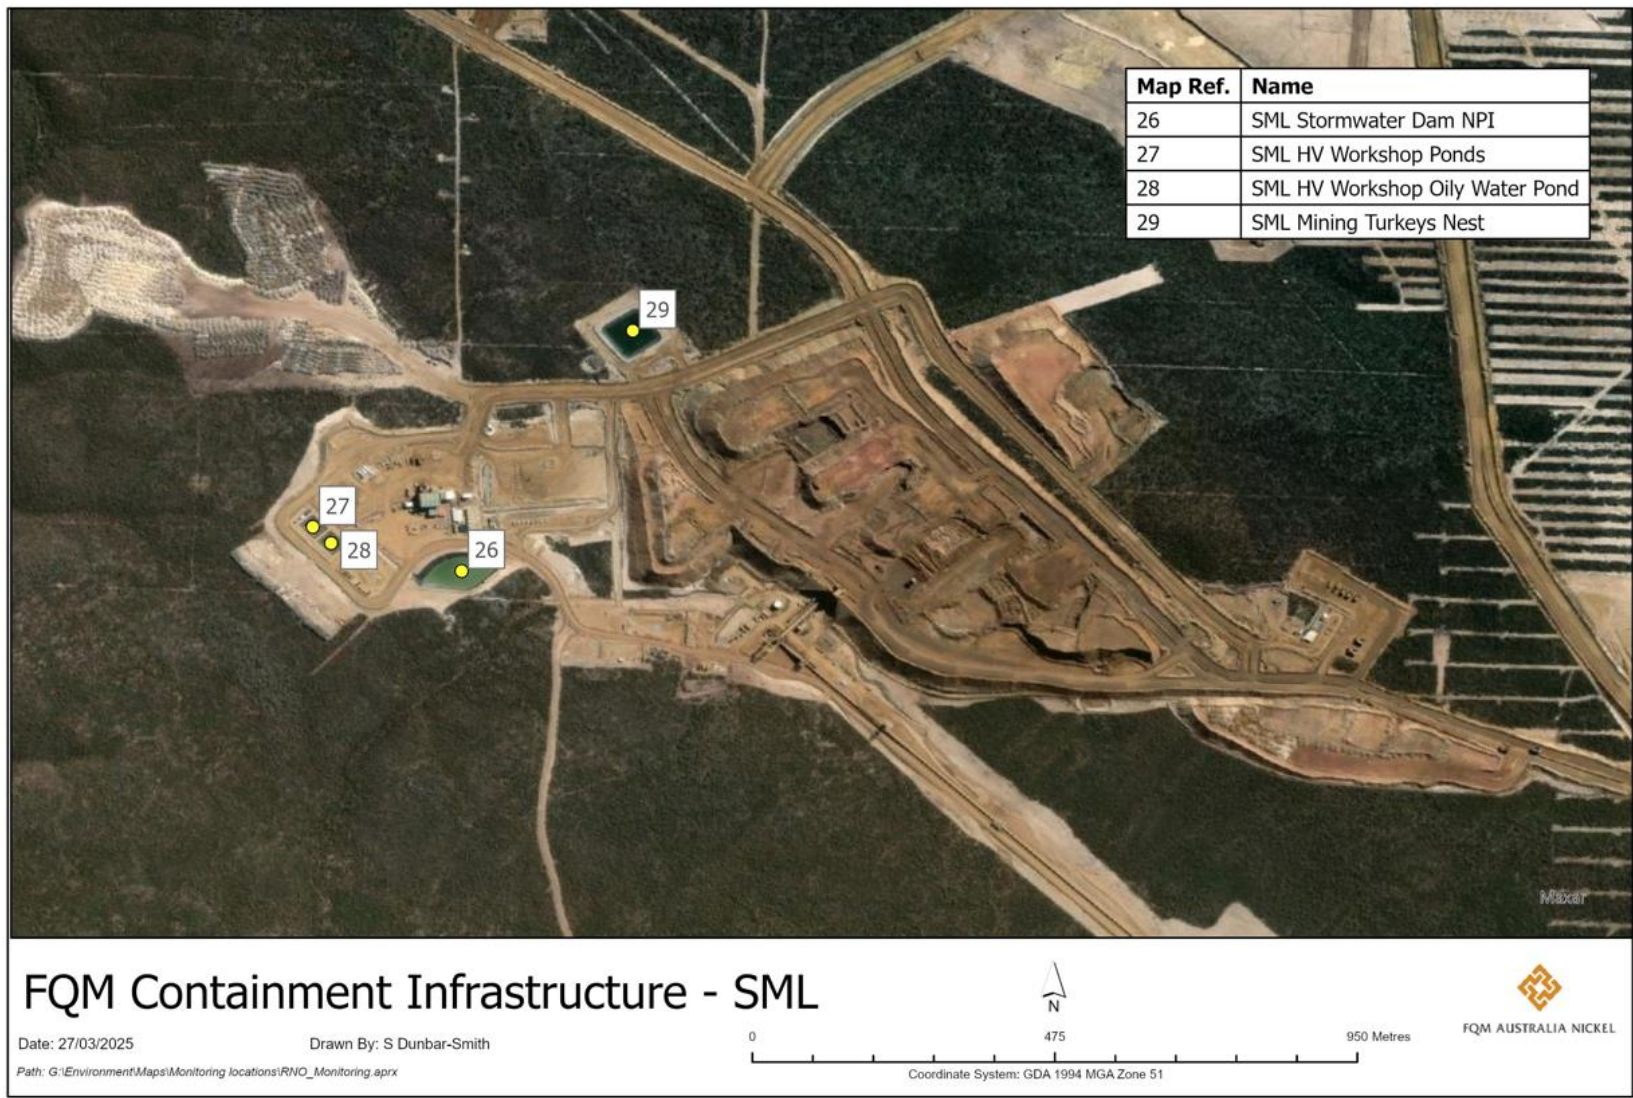 Map Ref. Name
26 SML Stormwater Dam NPI
27 SML HV Workshop Ponds
28 SML HV Workshop Oily Water Pond
29 SML Mining Turkeys Nest
29
27
28
26
Maxar
FQM Containment Infrastructure - SML
N
FQM AUSTRALIA NICKEL
Date: 27/03/2025 Drawn By: S Dunbar-Smith
0 475 950 Metres
Path: G:\Environment\Maps\Monitoring locations\RNO_Monitoring.aprx
Coordinate System: GDA 1994 MGA Zone 51